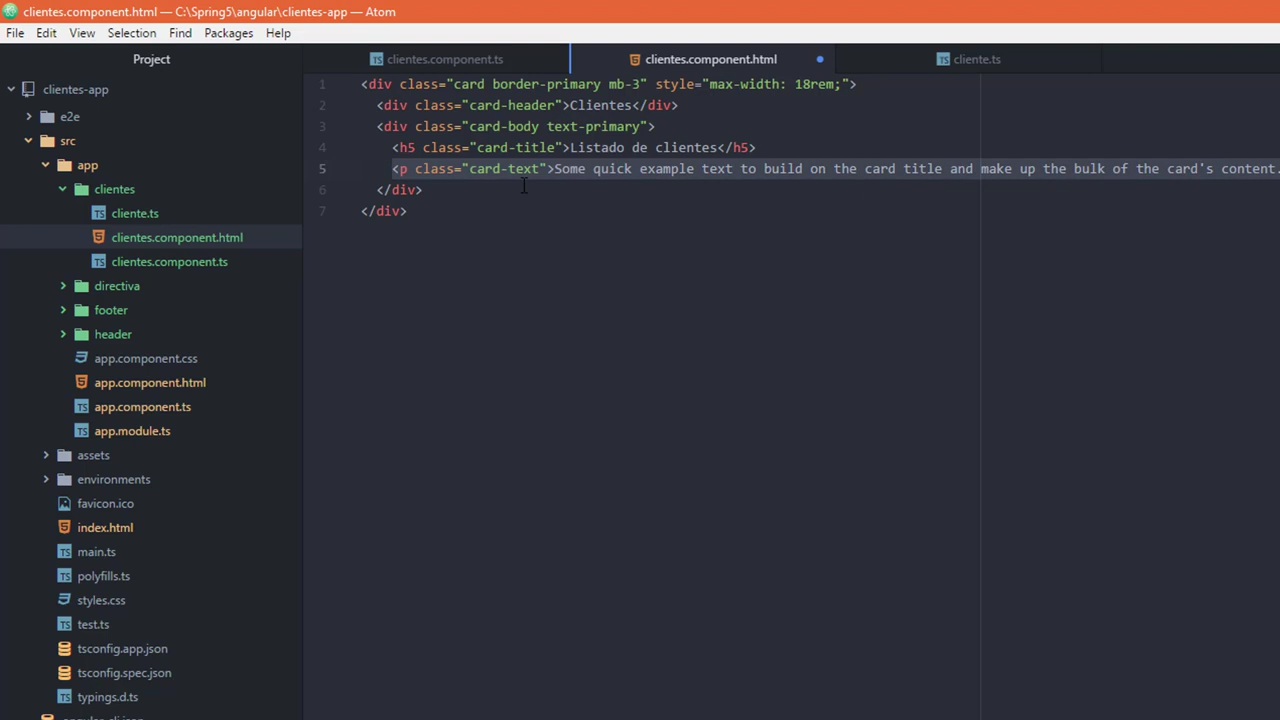 clientes.component.html — C:\Spring5\angular\clientes-app — Atom
File Edit View Selection Find Packages Help
Project
clientes.component.ts
clientes.component.html
cliente.ts
clientes-app
e2e
src
app
clientes
cliente.ts
clientes.component.html
clientes.component.ts
directiva
footer
header
app.component.css
app.component.html
app.component.ts
app.module.ts
assets
environments
favicon.ico
index.html
main.ts
polyfills.ts
styles.css
test.ts
tsconfig.app.json
tsconfig.spec.json
typings.d.ts
1 <div class="card border-primary mb-3" style="max-width: 18rem;">
2 <div class="card-header">Clientes</div>
3 <div class="card-body text-primary">
4 <h5 class="card-title">Listado de clientes</h5>
5 <p class="card-text">Some quick example text to build on the card title and make up the bulk of the card's content.
6 </div>
7 </div>